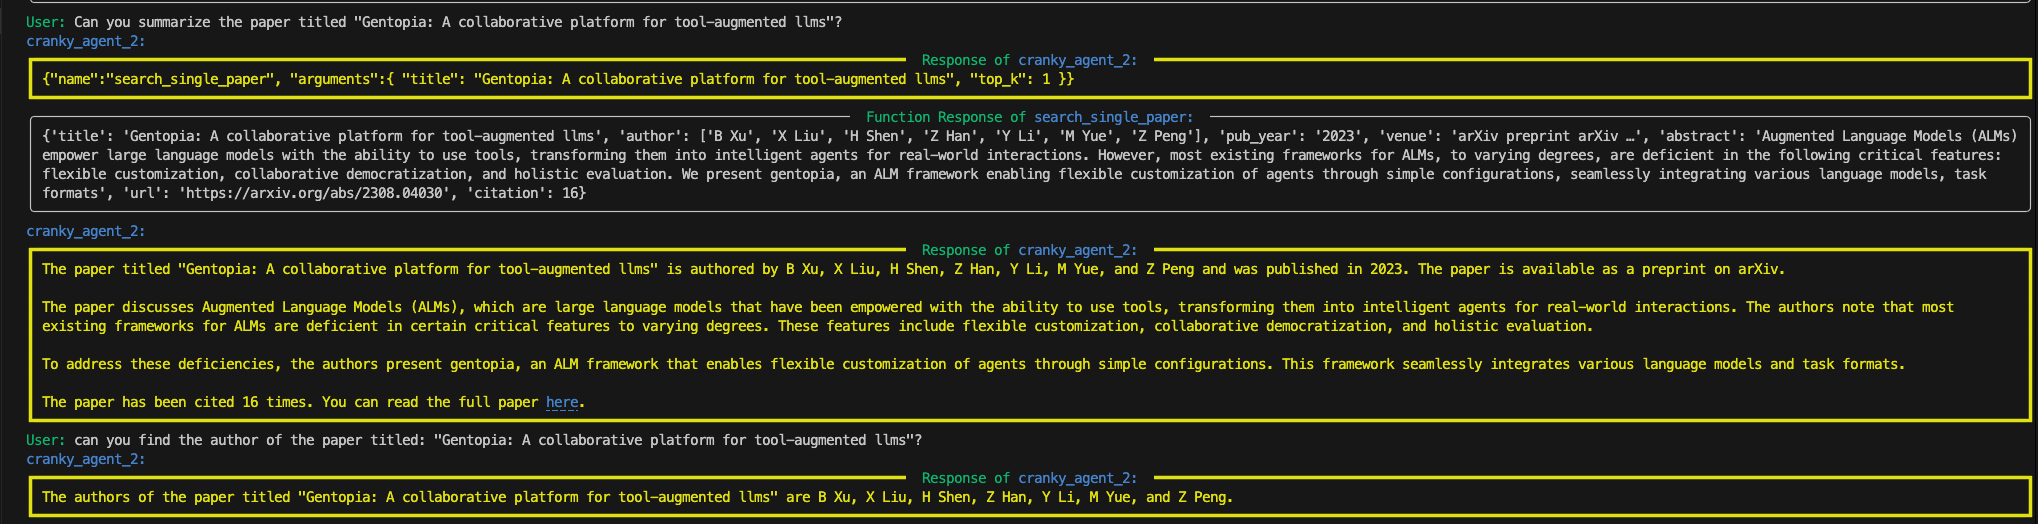 User: Can you summarize the paper titled "Gentopia: A collaborative platform for tool-augmented llms"?
cranky_agent_2:
Response of cranky_agent_2:
{"name":"search_single_paper", "arguments":{ "title": "Gentopia: A collaborative platform for tool-augmented llms", "top_k": 1 }}
Function Response of search_single_paper:
{'title': 'Gentopia: A collaborative platform for tool-augmented llms', 'author': ['B Xu', 'X Liu', 'H Shen', 'Z Han', 'Y Li', 'M Yue', 'Z Peng'], 'pub_year': '2023', 'venue': 'arXiv preprint arXiv …', 'abstract': 'Augmented Language Models (ALMs)
empower large language models with the ability to use tools, transforming them into intelligent agents for real-world interactions. However, most existing frameworks for ALMs, to varying degrees, are deficient in the following critical features:
flexible customization, collaborative democratization, and holistic evaluation. We present gentopia, an ALM framework enabling flexible customization of agents through simple configurations, seamlessly integrating various language models, task
formats', 'url': 'https://arxiv.org/abs/2308.04030', 'citation': 16}
cranky_agent_2:
Response of cranky_agent_2:
The paper titled "Gentopia: A collaborative platform for tool-augmented llms" is authored by B Xu, X Liu, H Shen, Z Han, Y Li, M Yue, and Z Peng and was published in 2023. The paper is available as a preprint on arXiv.
The paper discusses Augmented Language Models (ALMs), which are large language models that have been empowered with the ability to use tools, transforming them into intelligent agents for real-world interactions. The authors note that most
existing frameworks for ALMs are deficient in certain critical features to varying degrees. These features include flexible customization, collaborative democratization, and holistic evaluation.
To address these deficiencies, the authors present gentopia, an ALM framework that enables flexible customization of agents through simple configurations. This framework seamlessly integrates various language models and task formats.
The paper has been cited 16 times. You can read the full paper here.
User: can you find the author of the paper titled: "Gentopia: A collaborative platform for tool-augmented llms"?
cranky_agent_2:
Response of cranky_agent_2:
The authors of the paper titled "Gentopia: A collaborative platform for tool-augmented llms" are B Xu, X Liu, H Shen, Z Han, Y Li, M Yue, and Z Peng.